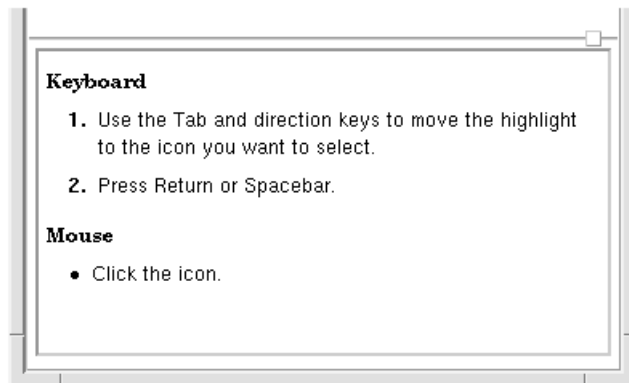 Keyboard
1. Use the Tab and direction keys to move the highlight
to the icon you want to select.
2. Press Return or Spacebar.
Mouse
• Click the icon.